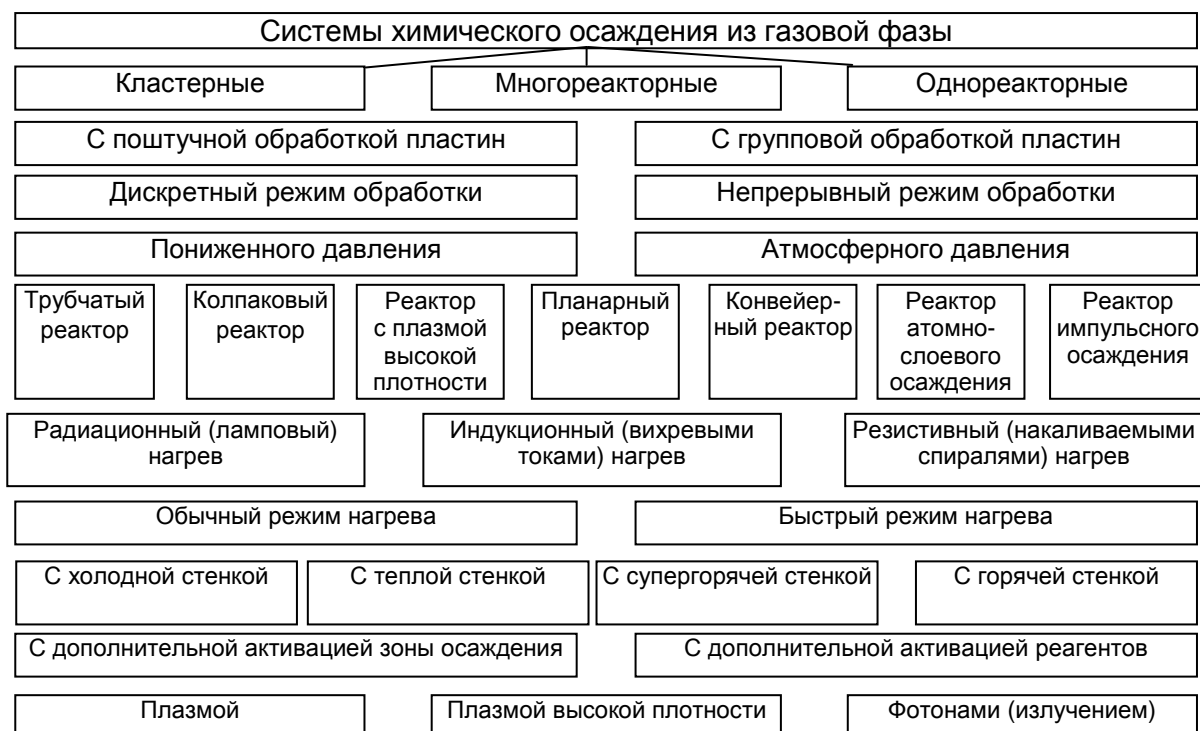 Системы химического осаждения из газовой фазы
Кластерные
Многореакторные
Однореакторные
С поштучной обработкой пластин
С групповой обработкой пластин
Дискретный режим обработки
Непрерывный режим обработки
Пониженного давления
Атмосферного давления
Трубчатый
реактор
Колпаковый
реактор
Реактор
с плазмой
высокой
плотности
Планарный
реактор
Конвейер-
ный реактор
Реактор
атомно-
слоевого
осаждения
Реактор
импульсного
осаждения
Радиационный (ламповый)
нагрев
Индукционный (вихревыми
токами) нагрев
Резистивный (накаливаемыми
спиралями) нагрев
Обычный режим нагрева
Быстрый режим нагрева
С холодной стенкой
С теплой стенкой
С супергорячей стенкой
С горячей стенкой
С дополнительной активацией зоны осаждения
С дополнительной активацией реагентов
Плазмой
Плазмой высокой плотности
Фотонами (излучением)